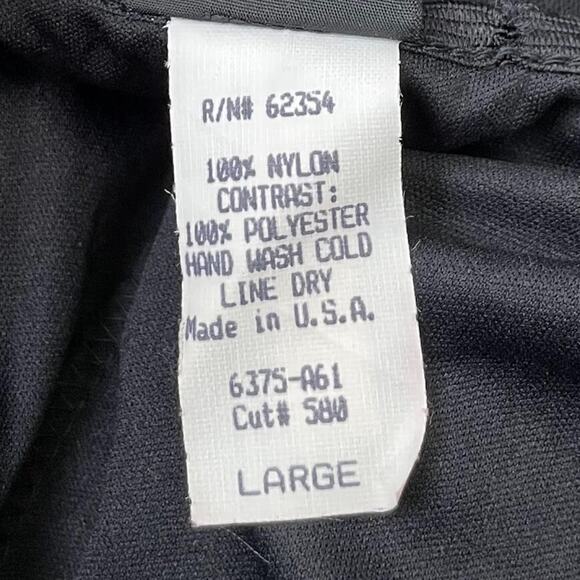 R/N# 62354
100% NYLON
CONTRAST:
100% POLYESTER
HAND WASH COLD
LINE DRY
Made in U.S.A.
6375-A61
Cut# 580
LARGE